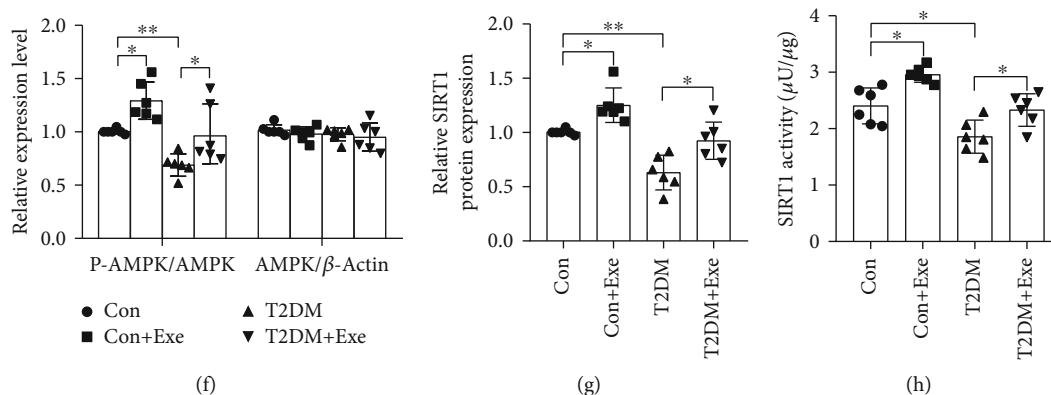 Relative expression level
2.0
1.5
1.0
0.5
0.0
**
*
*
P-AMPK/AMPK
AMPK/β-Actin
Con
Con+Exe
T2DM
T2DM+Exe
(f)
Relative SIRT1
protein expression
2.0
1.5
1.0
0.5
0.0
**
*
*
Con
Con+Exe
T2DM
T2DM+Exe
(g)
SIRT1 activity (μU/μg)
4
3
2
1
0
*
*
*
Con
Con+Exe
T2DM
T2DM+Exe
(h)